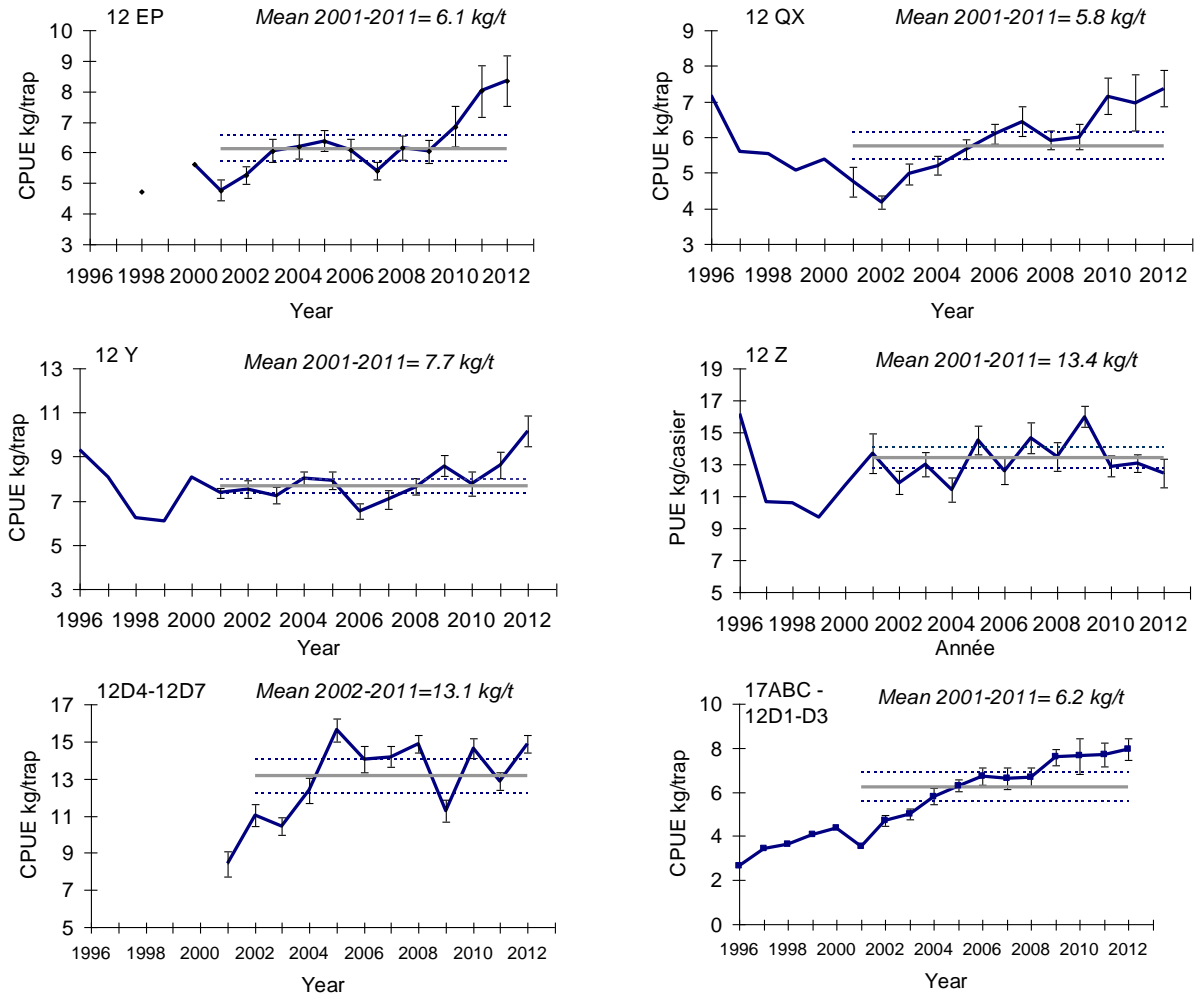 12 EP
Mean 2001-2011= 6.1 kg/t
10
9
8
7
6
5
4
3
CPUE kg/trap
1996 1998 2000 2002 2004 2006 2008 2010 2012
Year
12 QX
Mean 2001-2011= 5.8 kg/t
9
8
7
6
5
4
3
CPUE kg/trap
1996 1998 2000 2002 2004 2006 2008 2010 2012
Year
12 Y
Mean 2001-2011= 7.7 kg/t
13
11
9
7
5
3
CPUE kg/trap
1996 1998 2000 2002 2004 2006 2008 2010 2012
Year
12 Z
Mean 2001-2011= 13.4 kg/t
19
17
15
13
11
9
7
5
PUE kg/casier
1996 1998 2000 2002 2004 2006 2008 2010 2012
Année
12D4-12D7
Mean 2002-2011=13.1 kg/t
17
15
13
11
9
7
5
CPUE kg/trap
1996 1998 2000 2002 2004 2006 2008 2010 2012
Year
17ABC -
12D1-D3
Mean 2001-2011= 6.2 kg/t
10
8
6
4
2
0
CPUE kg/trap
1996 1998 2000 2002 2004 2006 2008 2010 2012
Year